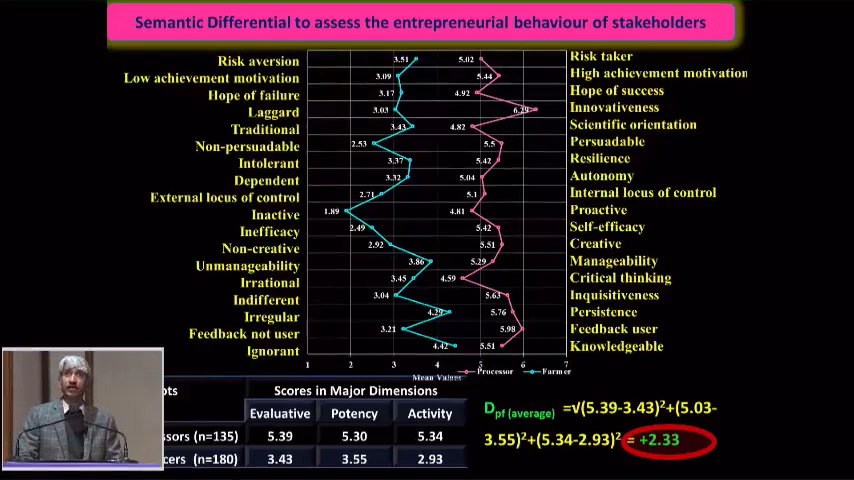 Semantic Differential to assess the entrepreneurial behaviour of stakeholders
Risk aversion 3.51 5.02 Risk taker
Low achievement motivation 3.09 5.44 High achievement motivation
Hope of failure 3.17 4.92 Hope of success
Laggard 3.03 6.29 Innovativeness
Traditional 3.43 4.82 Scientific orientation
Non-persuadable 2.53 5.5 Persuadable
Intolerant 3.37 5.42 Resilience
Dependent 3.32 5.04 Autonomy
External locus of control 2.71 5.1 Internal locus of control
Inactive 1.89 4.81 Proactive
Inefficacy 2.49 5.42 Self-efficacy
Non-creative 2.92 5.51 Creative
Unmanageability 3.86 5.29 Manageability
Irrational 3.45 4.59 Critical thinking
Indifferent 3.04 5.63 Inquisitiveness
Irregular 4.29 5.76 Persistence
Feedback not user 3.21 5.98 Feedback user
Ignorant 4.42 5.51 Knowledgeable
1 2 3 4 5 6 7
Mean Values Processor Farmer
pts Scores in Major Dimensions
Evaluative Potency Activity
ssors (n=135) 5.39 5.30 5.34
cers (n=180) 3.43 3.55 2.93
Dpf (average) =√(5.39-3.43)²+(5.03-
3.55)²+(5.34-2.93)² = +2.33